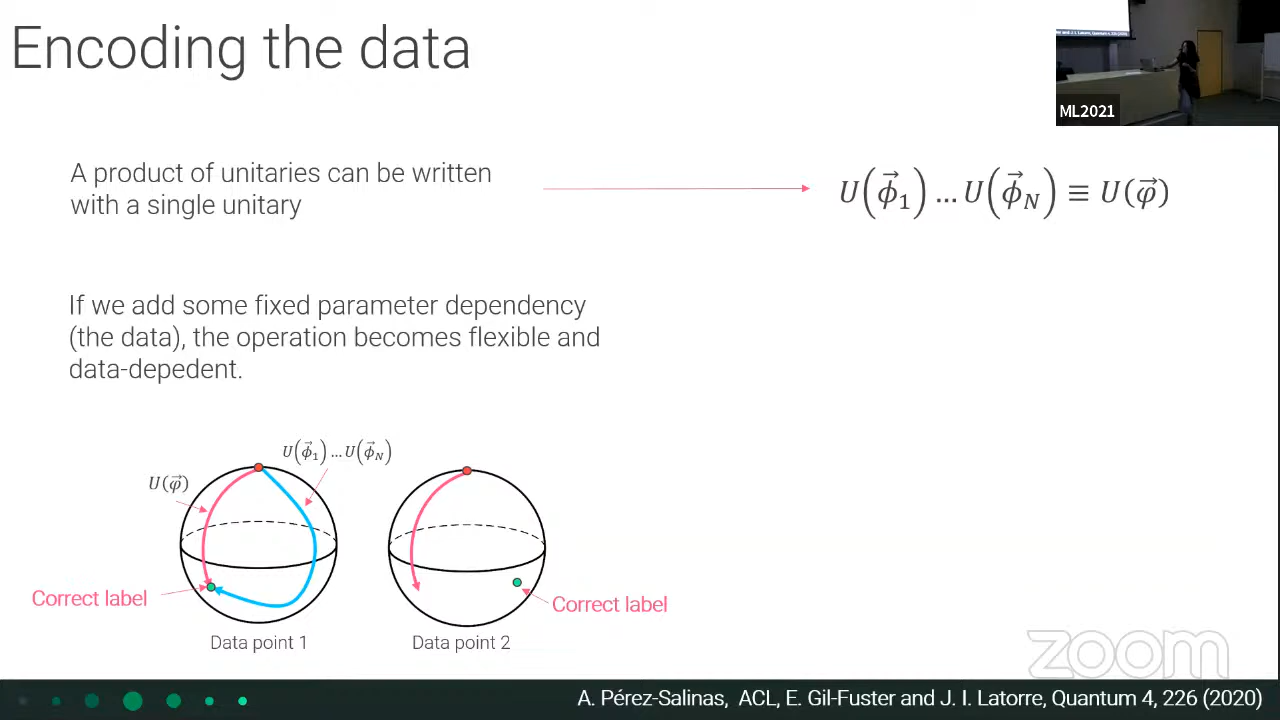 Encoding the data
ML2021
A product of unitaries can be written
with a single unitary
U(ϕ⃗₁) … U(ϕ⃗_N) ≡ U(φ⃗)
If we add some fixed parameter dependency
(the data), the operation becomes flexible and
data-depedent.
U(ϕ⃗₁) … U(ϕ⃗_N)
U(φ⃗)
Correct label
Correct label
Data point 1
Data point 2
zoom
A. Pérez-Salinas, ACL, E. Gil-Fuster and J. I. Latorre, Quantum 4, 226 (2020)